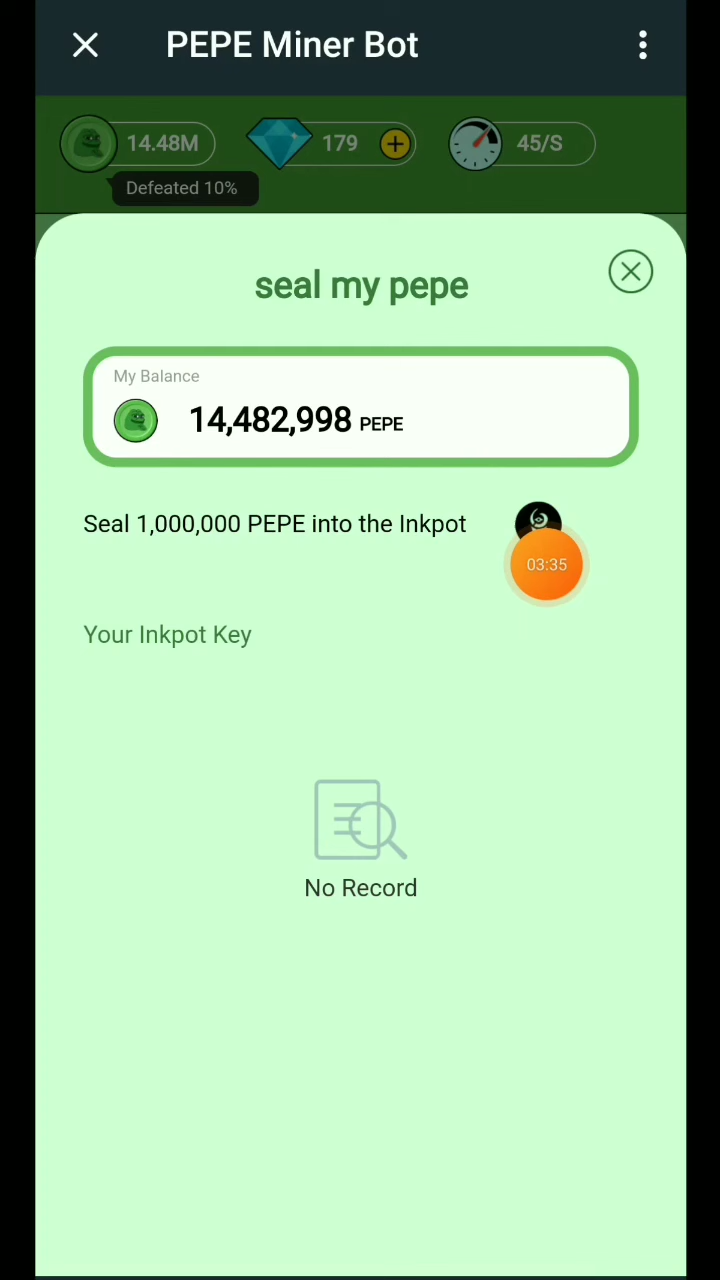 PEPE Miner Bot
14.48M
179
45/S
Defeated 10%
seal my pepe
My Balance
14,482,998 PEPE
Seal 1,000,000 PEPE into the Inkpot
03:35
Your Inkpot Key
No Record